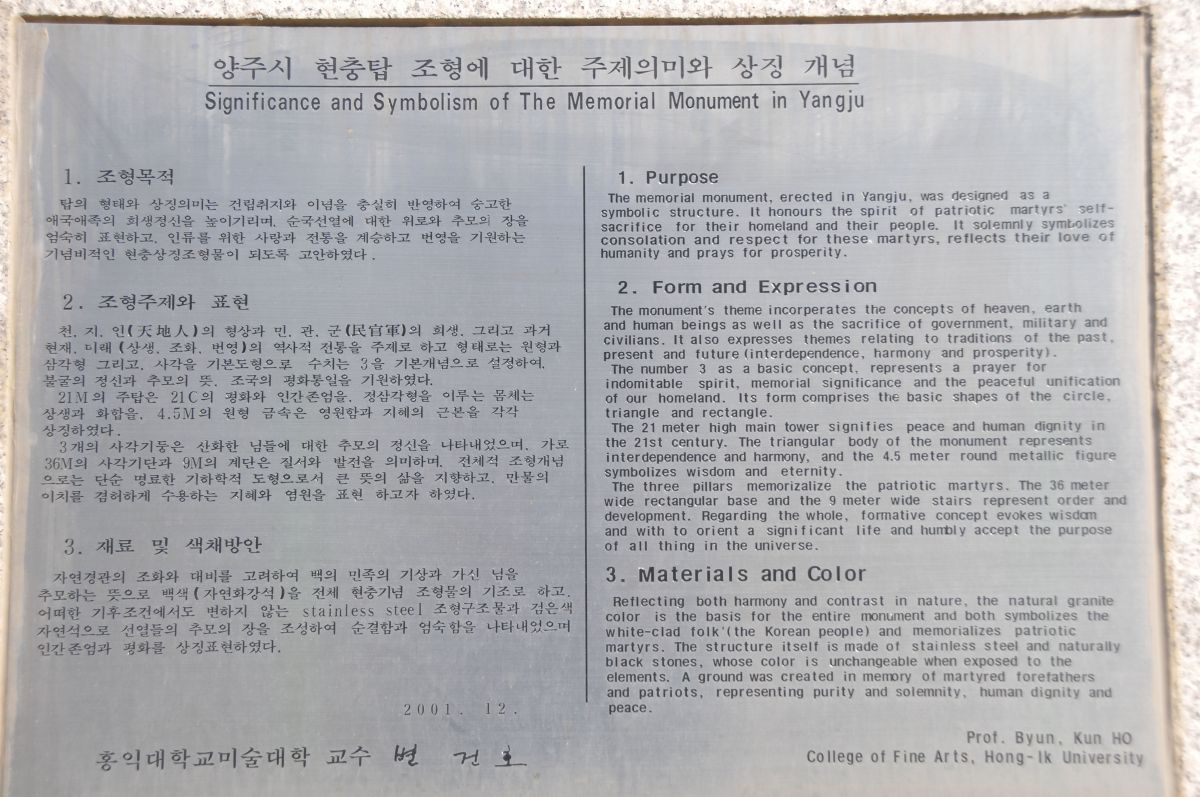 양주시 현충탑 조형에 대한 주제의미와 상징 개념
Significance and Symbolism of The Memorial Monument in Yangju
1. 조형목적
탑의 형태와 상징의미는 건립취지와 이념을 충실히 반영하여 숭고한
애국애족의 희생정신을 높이기리며, 순국선열에 대한 위로와 추모의 장을
엄숙히 표현하고, 인류를 위한 사랑과 전통을 계승하고 번영을 기원하는
기념비적인 현충상징조형물이 되도록 고안하였다.
2. 조형주제와 표현
천, 지, 인(天地人)의 형상과 민, 관, 군(民官軍)의 희생, 그리고 과거
현재, 미래 (상생, 조화, 번영)의 역사적 전통을 주제로 하고 형태로는 원형과
삼각형 그리고, 사각을 기본도형으로 수치는 3을 기본개념으로 설정하여,
불굴의 정신과 추모의 뜻, 조국의 평화통일을 기원하였다.
21M의 주탑은 21C의 평화와 인간존엄을, 정삼각형을 이루는 몸체는
상생과 화합을, 4.5M의 원형 금속은 영원함과 지혜의 근본을 각각
상징하였다.
3개의 사각기둥은 산화한 님들에 대한 추모의 정신을 나타내었으며, 가로
36M의 사각기단과 9M의 계단은 질서와 발전을 의미하며, 전체적 조형개념
으로는 단순 명료한 기하학적 도형으로서 큰 뜻의 삶을 지향하고, 만물의
이치를 겸허하게 수용하는 지혜와 염원을 표현 하고자 하였다.
3. 재료 및 색채방안
자연경관의 조화와 대비를 고려하여 백의 민족의 기상과 가신 님을
추모하는 뜻으로 백색(자연화강석)을 전체 현충기념 조형물의 기조로 하고,
어떠한 기후조건에서도 변하지 않는 stainless steel 조형구조물과 검은색
자연석으로 선열들의 추모의 장을 조성하여 순결함과 엄숙함을 나타내었으며
인간존엄과 평화를 상징표현하였다.
2001. 12.
홍익대학교미술대학 교수 변 건 호
1. Purpose
The memorial monument, erected in Yangju, was designed as a
symbolic structure. It honours the spirit of patriotic martyrs' self-
sacrifice for their homeland and their people. It solemnly symbolizes
consolation and respect for these martyrs, reflects their love of
humanity and prays for prosperity.
2. Form and Expression
The monument's theme incorperates the concepts of heaven, earth
and human beings as well as the sacrifice of government, military and
civilians. It also expresses themes relating to traditions of the past,
present and future(interdependence, harmony and prosperity).
The number 3 as a basic concept, represents a prayer for
indomitable spirit, memorial significance and the peaceful unification
of our homeland. Its form comprises the basic shapes of the circle,
triangle and rectangle.
The 21 meter high main tower signifies peace and human dignity in
the 21st century. The triangular body of the monument represents
interdependence and harmony, and the 4.5 meter round metallic figure
symbolizes wisdom and eternity.
The three pillars memorizalize the patriotic martyrs. The 36 meter
wide rectangular base and the 9 meter wide stairs represent order and
development. Regarding the whole, formative concept evokes wisdom
and with to orient a significant life and humbly accept the purpose
of all thing in the universe.
3. Materials and Color
Reflecting both harmony and contrast in nature, the natural granite
color is the basis for the entire monument and both symbolizes the
white-clad folk'(the Korean people) and memorializes patriotic
martyrs. The structure itself is made of stainless steel and naturally
black stones, whose color is unchangeable when exposed to the
elements. A ground was created in memory of martyred forefathers
and patriots, representing purity and solemnity, human dignity and
peace.
Prof. Byun, Kun HO
College of Fine Arts, Hong-Ik University